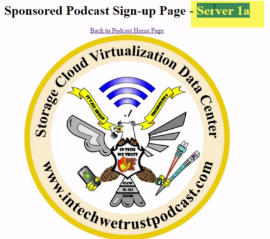 Sponsored Podcast Sign-up Page - Server 1a
Back to Podcast Home Page
Storage Cloud Virtualization Data Center
IN TECH
WE TRUST
www.intechwetrustpodcast.com